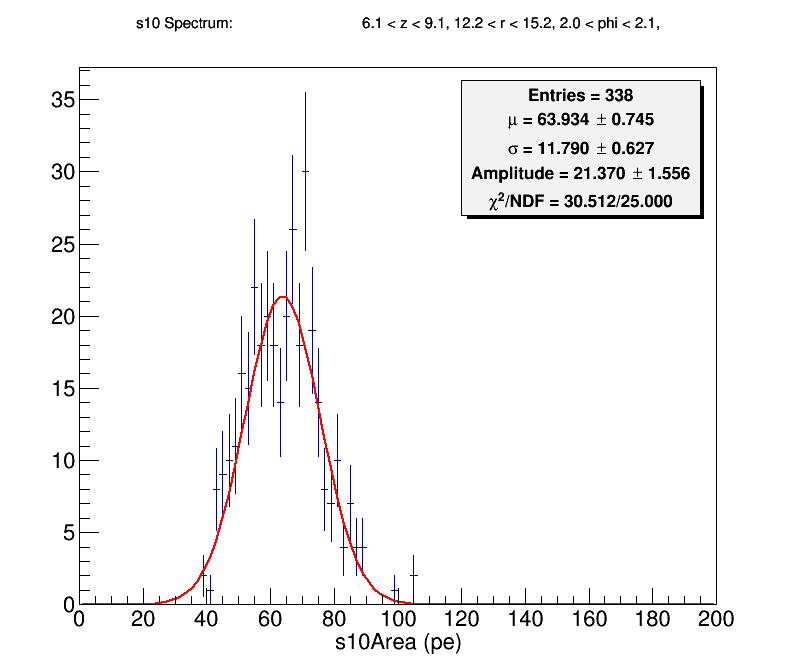 s10 Spectrum: 6.1 < z < 9.1, 12.2 < r < 15.2, 2.0 < phi < 2.1,
Entries = 338
μ = 63.934 ± 0.745
σ = 11.790 ± 0.627
Amplitude = 21.370 ± 1.556
χ²/NDF = 30.512/25.000
35
30
25
20
15
10
5
0
0 20 40 60 80 100 120 140 160 180 200
s10Area (pe)